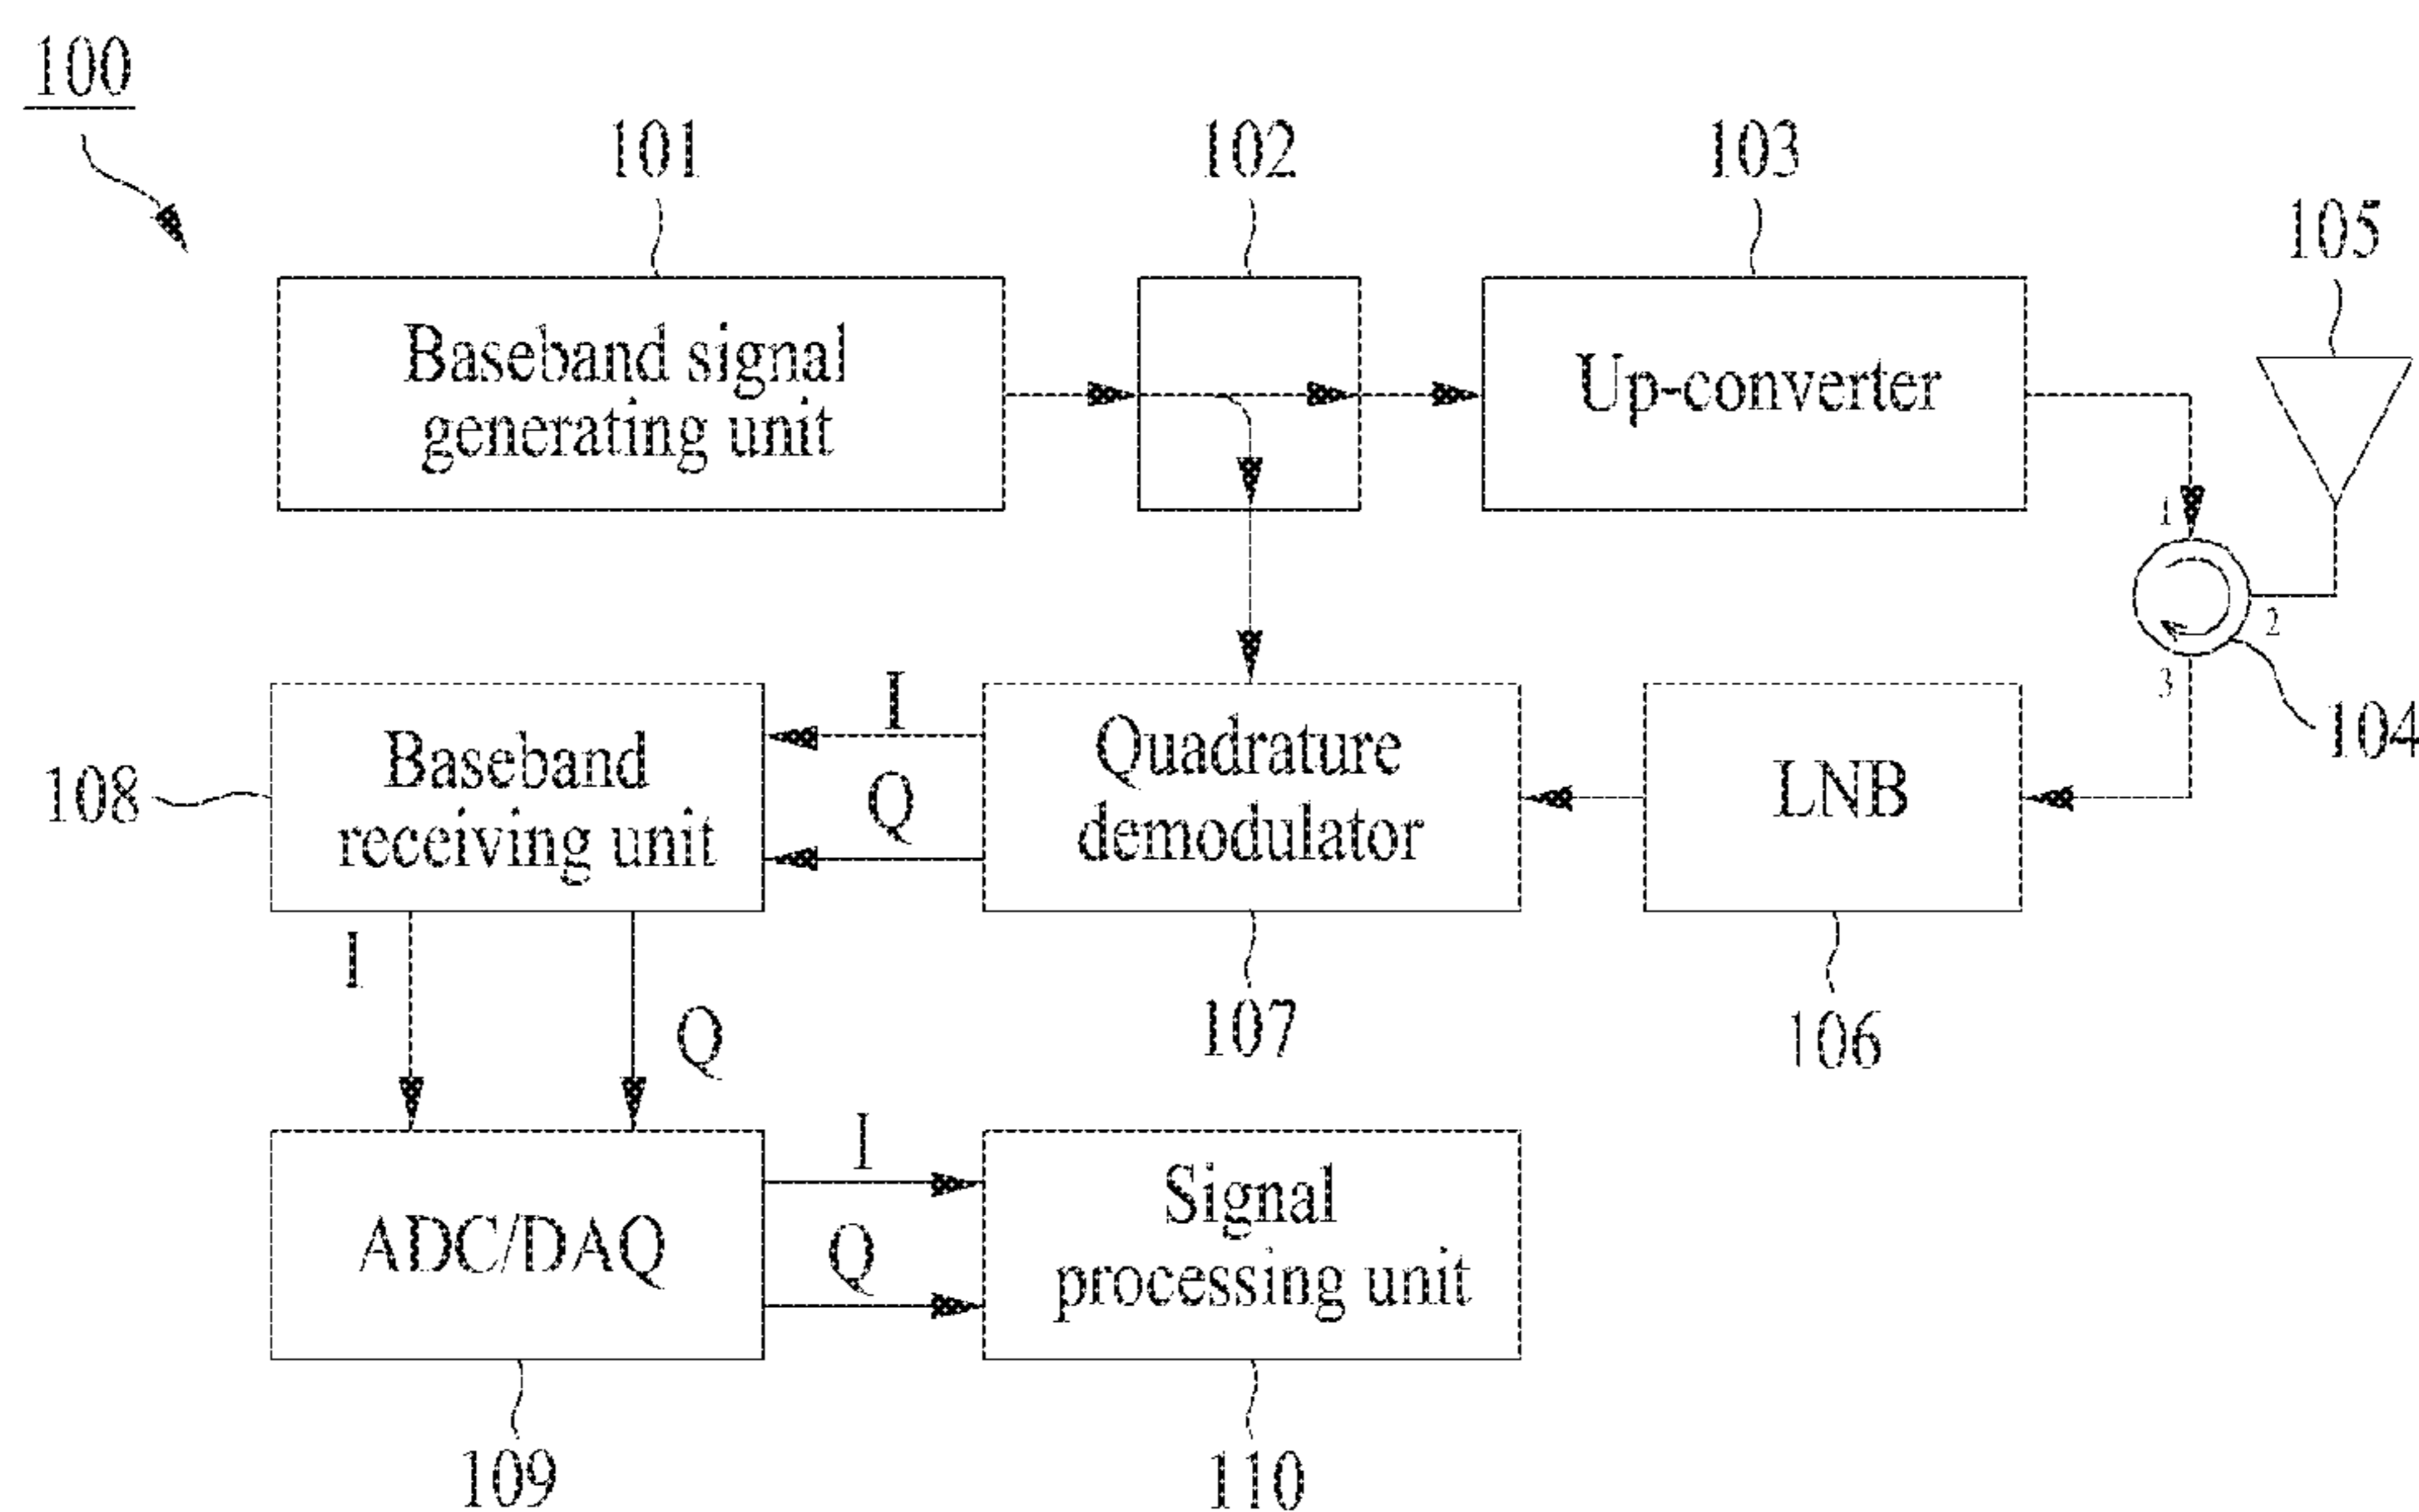 100
101
102
103
105
Baseband signal
generating unit
Up-converter
1
2
3
104
108
Baseband
receiving unit
I
Q
Quadrature
demodulator
LNB
I
Q
107
106
ADC/DAQ
I
Q
Signal
processing unit
109
110